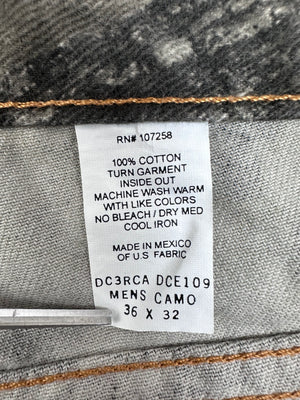 RN# 107258
100% COTTON
TURN GARMENT
INSIDE OUT
MACHINE WASH WARM
WITH LIKE COLORS
NO BLEACH / DRY MED
COOL IRON
MADE IN MEXICO
OF U.S FABRIC
DC3RCA DCE109
MENS CAMO
36 X 32